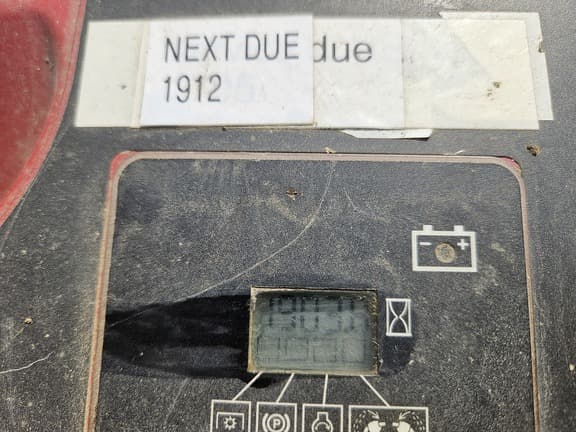 NEXT DUE due
1912
- +
P